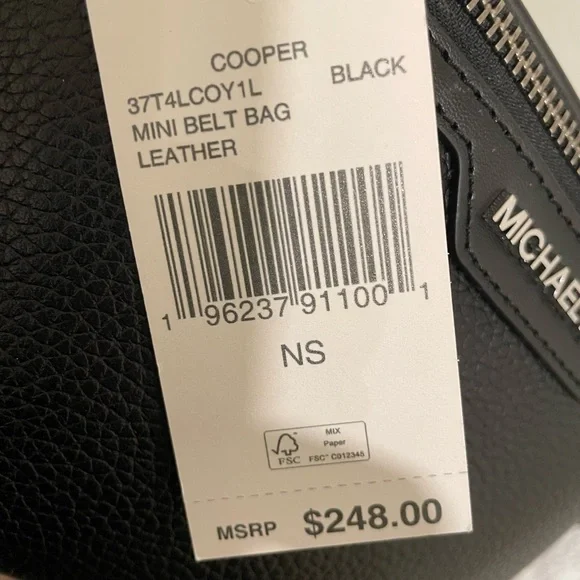 COOPER
37T4LCOY1L BLACK
MINI BELT BAG
LEATHER
1 96237 91100 1
NS
MIX
Paper
FSC FSC™ C012345
MSRP $248.00
MICHAEL